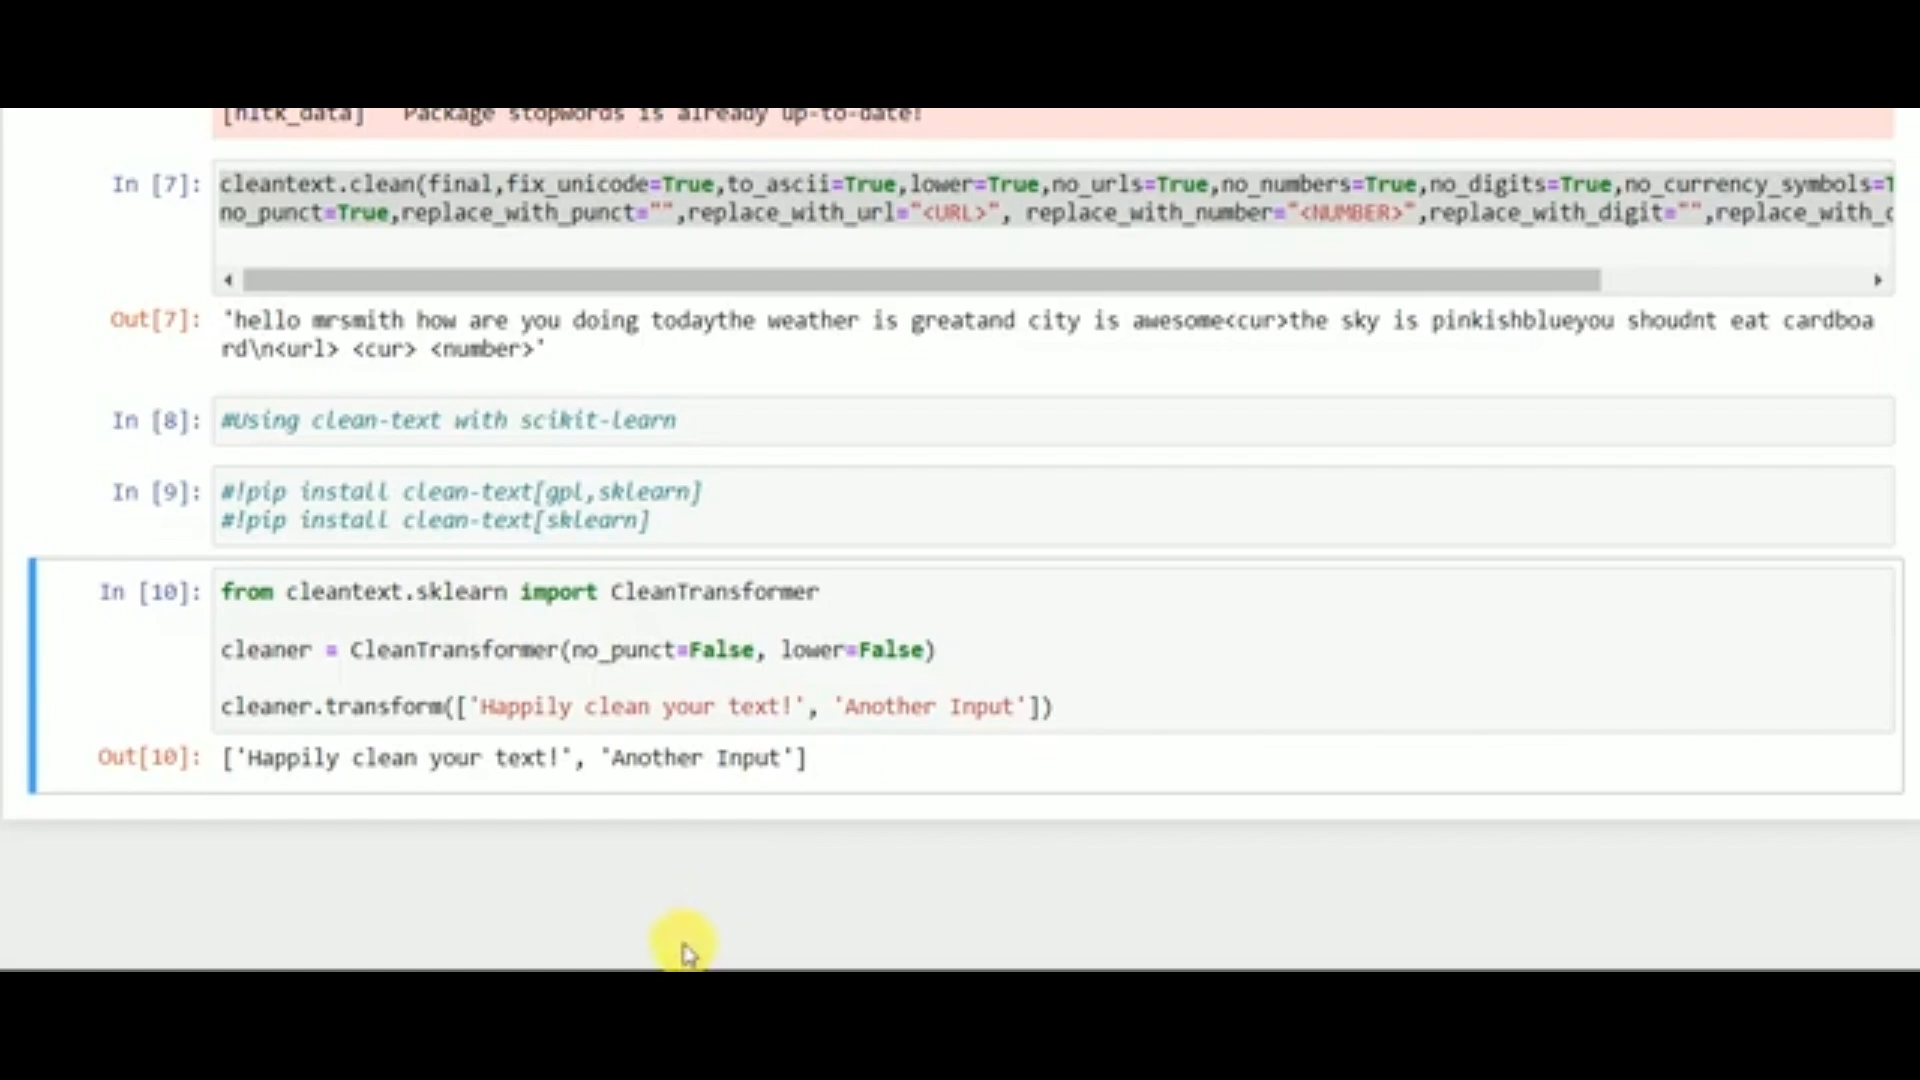 [nltk_data]   Package stopwords is already up-to-date!
In [7]: cleantext.clean(final,fix_unicode=True,to_ascii=True,lower=True,no_urls=True,no_numbers=True,no_digits=True,no_currency_symbols=T
no_punct=True,replace_with_punct="",replace_with_url="<URL>", replace_with_number="<NUMBER>",replace_with_digit="",replace_with_c
Out[7]: 'hello mrsmith how are you doing todaythe weather is greatand city is awesome<cur>the sky is pinkishblueyou shoudnt eat cardboa
rd\n<url> <cur> <number>'
In [8]: #Using clean-text with scikit-learn
In [9]: #!pip install clean-text[gpl,sklearn]
#!pip install clean-text[sklearn]
In [10]: from cleantext.sklearn import CleanTransformer
cleaner = CleanTransformer(no_punct=False, lower=False)
cleaner.transform(['Happily clean your text!', 'Another Input'])
Out[10]: ['Happily clean your text!', 'Another Input']